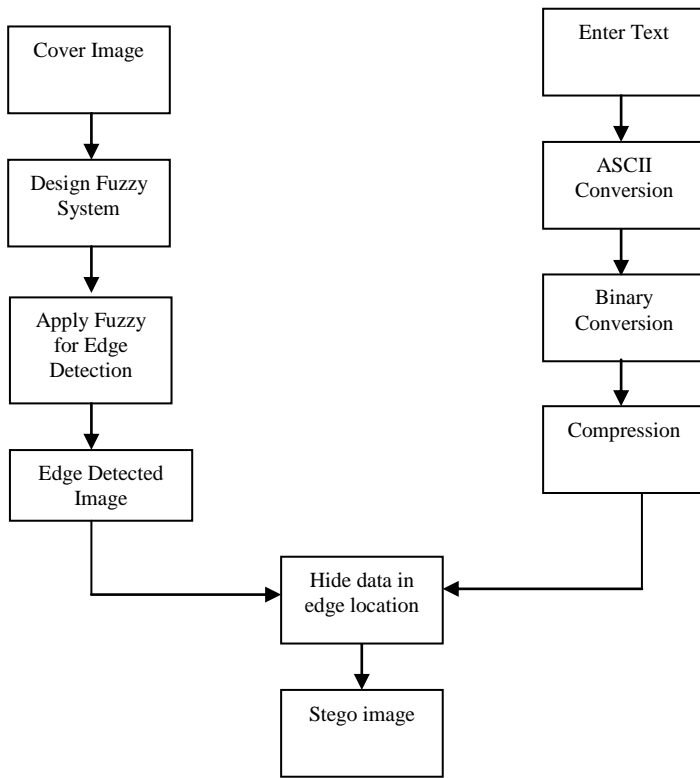 Cover Image
Design Fuzzy
System
Apply Fuzzy
for Edge
Detection
Edge Detected
Image
Enter Text
ASCII
Conversion
Binary
Conversion
Compression
Hide data in
edge location
Stego image